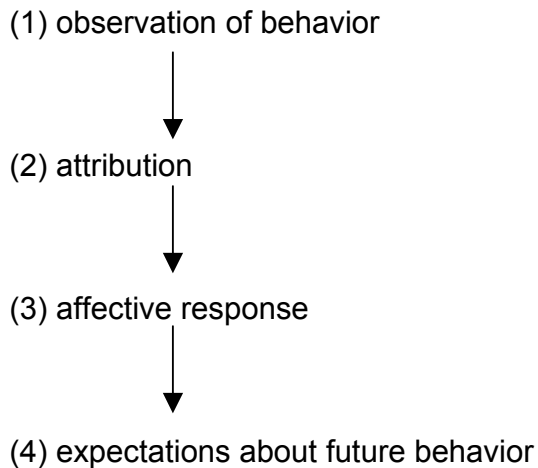 (1) observation of behavior
(2) attribution
(3) affective response
(4) expectations about future behavior